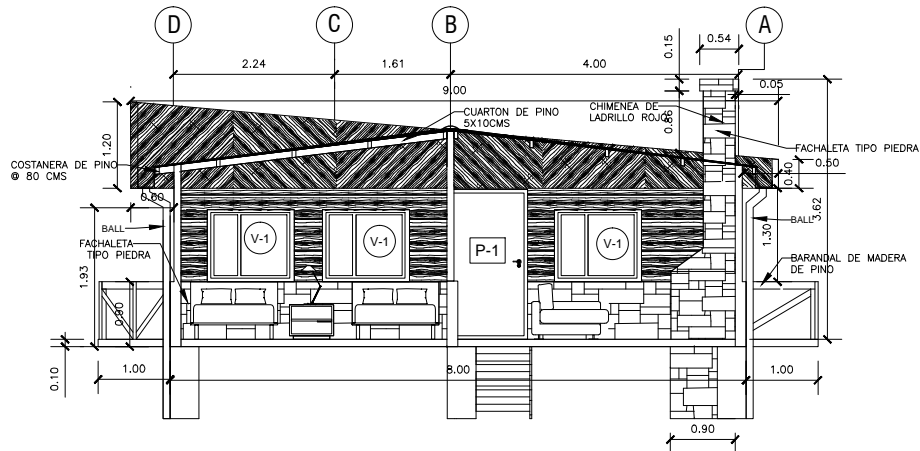 D
C
B
A
0.15
0.54
2.24
1.61
4.00
0.05
9.00
CUARTON DE PINO
5X10CMS
CHIMENEA DE
LADRILLO ROJO
0.86
FACHALETA TIPO PIEDRA
1.20
COSTANERA DE PINO
@ 80 CMS
0.50
0.40
0.60
3.62
BALL
BALL
1.30
V-1
V-1
P-1
V-1
FACHALETA
TIPO PIEDRA
1.93
BARANDAL DE MADERA
DE PINO
0.90
0.10
1.00
8.00
1.00
0.90